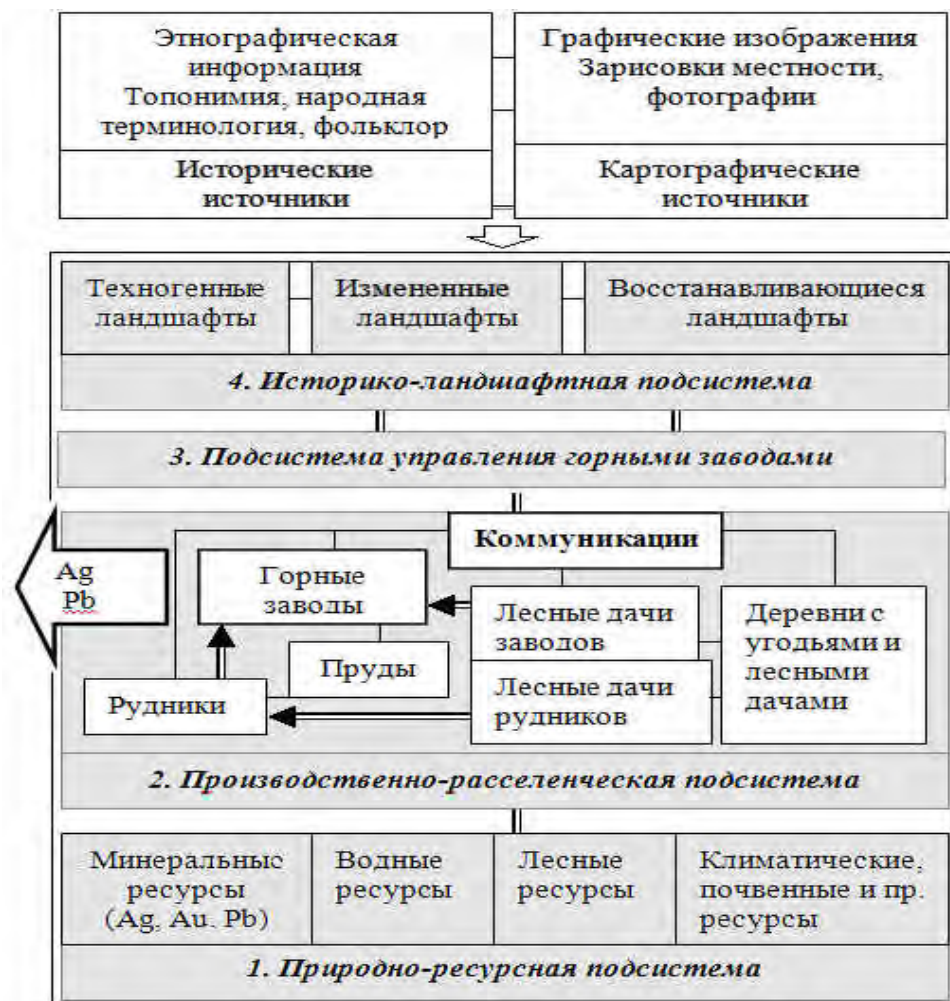 Этнографическая
информация
Топонимия, народная
терминология, фольклор
Исторические
источники
Графические изображения
Зарисовки местности,
фотографии
Картографические
источники
Техногенные
ландшафты
Измененные
ландшафты
Восстанавливающиеся
ландшафты
4. Историко-ландшафтная подсистема
3. Подсистема управления горными заводами
Коммуникации
Ag
Pb
Горные
заводы
Лесные дачи
заводов
Деревни с
угодьями и
лесными
дачами
Пруды
Рудники
Лесные дачи
рудников
2. Производственно-расселенческая подсистема
Минеральные
ресурсы
(Ag, Au. Pb)
Водные
ресурсы
Лесные
ресурсы
Климатические,
почвенные и пр.
ресурсы
1. Природно-ресурсная подсистема